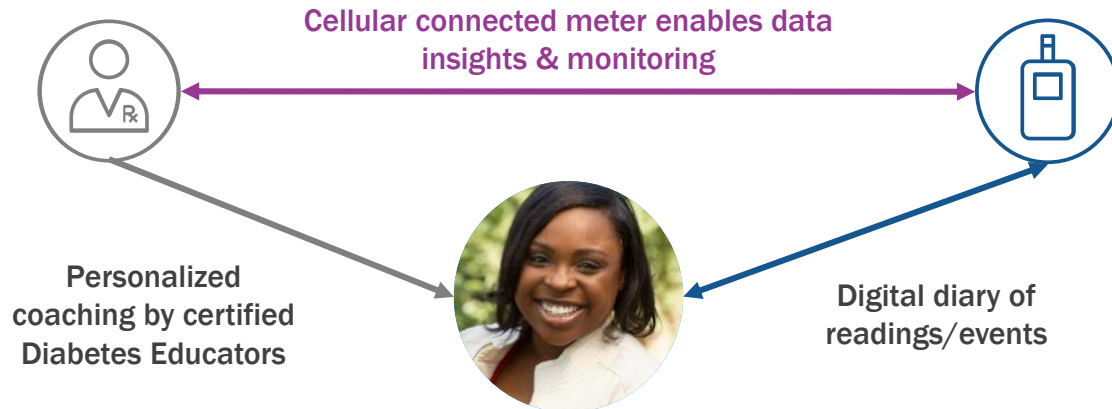 Cellular connected meter enables data
insights & monitoring
Rx
Personalized
coaching by certified
Diabetes Educators
Digital diary of
readings/events